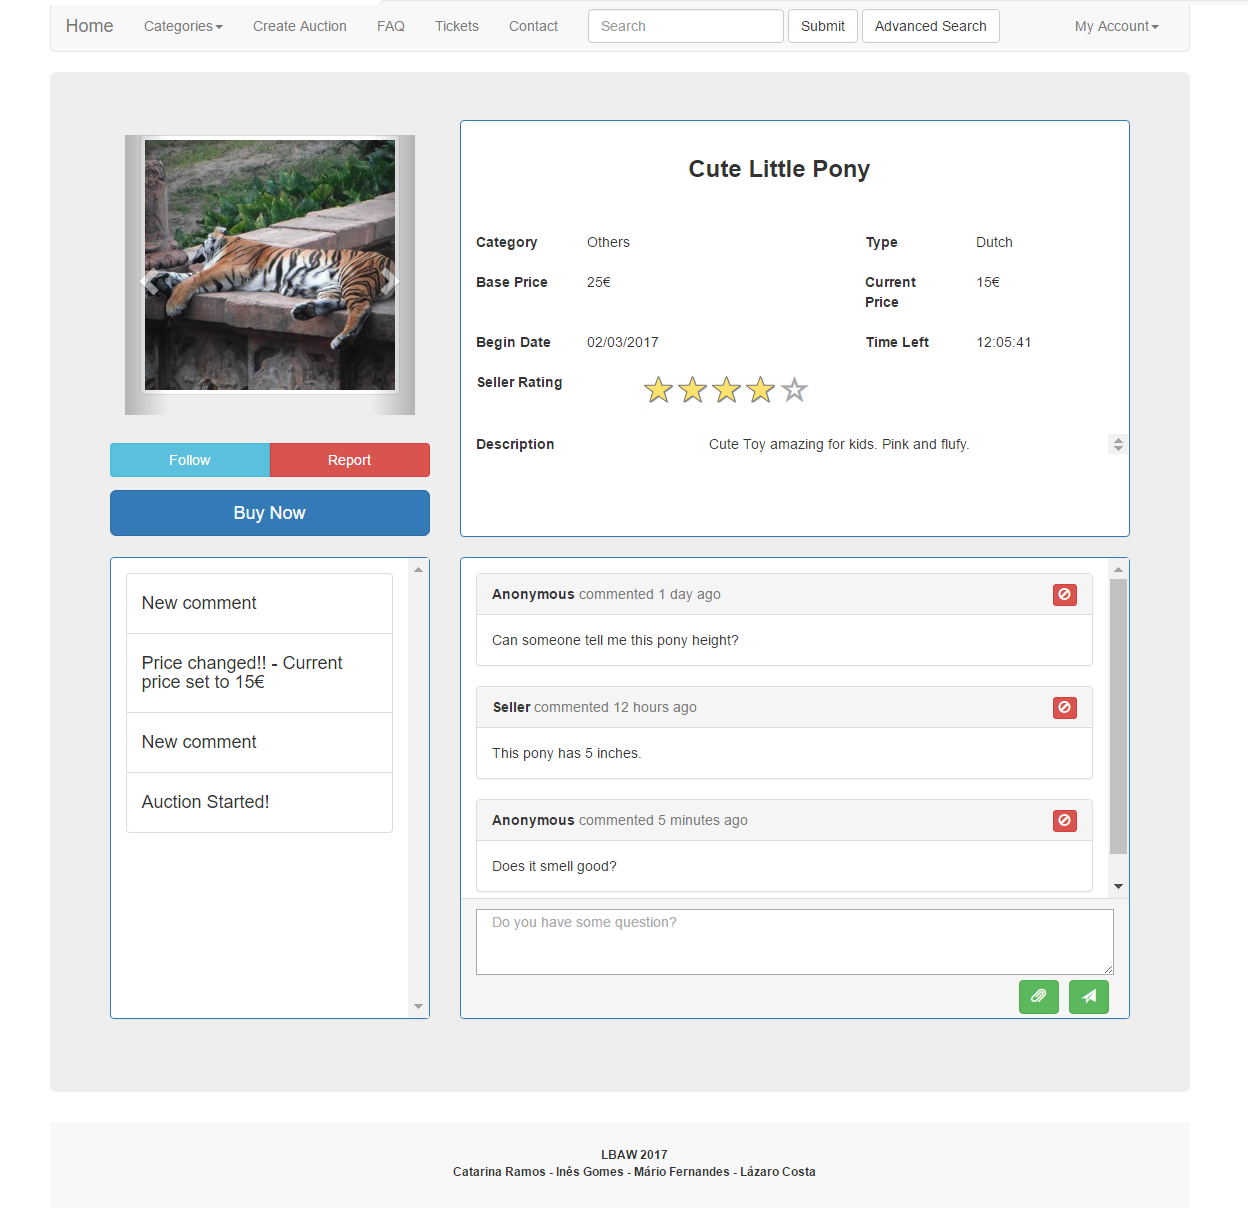 Home Categories Create Auction FAQ Tickets Contact Search Submit Advanced Search My Account
Cute Little Pony
Category Others Type Dutch
Base Price 25€ Current Price 15€
Begin Date 02/03/2017 Time Left 12:05:41
Seller Rating
Description Cute Toy amazing for kids. Pink and flufy.
Follow Report
Buy Now
New comment
Price changed!! - Current
price set to 15€
New comment
Auction Started!
Anonymous commented 1 day ago
Can someone tell me this pony height?
Seller commented 12 hours ago
This pony has 5 inches.
Anonymous commented 5 minutes ago
Does it smell good?
Do you have some question?
LBAW 2017
Catarina Ramos - Inês Gomes - Mário Fernandes - Lázaro Costa